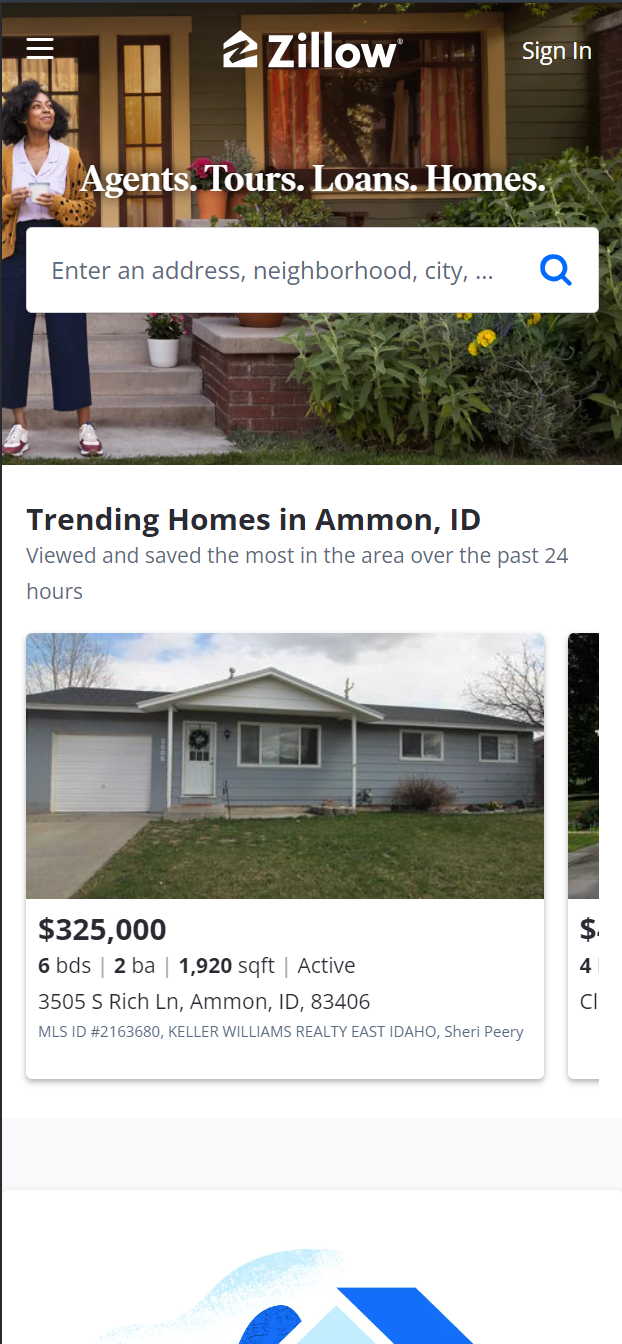 Zillow
Sign In
Agents. Tours. Loans. Homes.
Enter an address, neighborhood, city, ...
Trending Homes in Ammon, ID
Viewed and saved the most in the area over the past 24
hours
$325,000
6 bds | 2 ba | 1,920 sqft | Active
3505 S Rich Ln, Ammon, ID, 83406
MLS ID #2163680, KELLER WILLIAMS REALTY EAST IDAHO, Sheri Peery
$
4
Cl